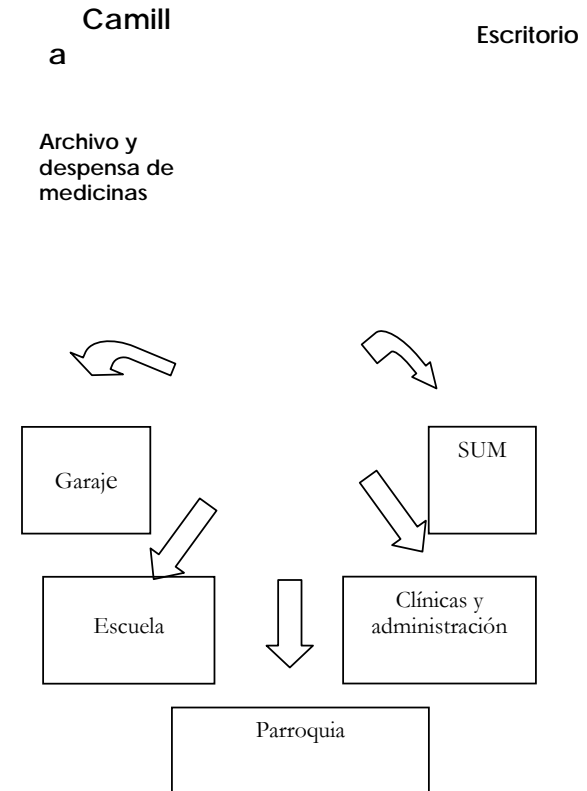 Camill
a
Escritorio
Archivo y
despensa de
medicinas
Garaje
SUM
Escuela
Clínicas y
administración
Parroquia